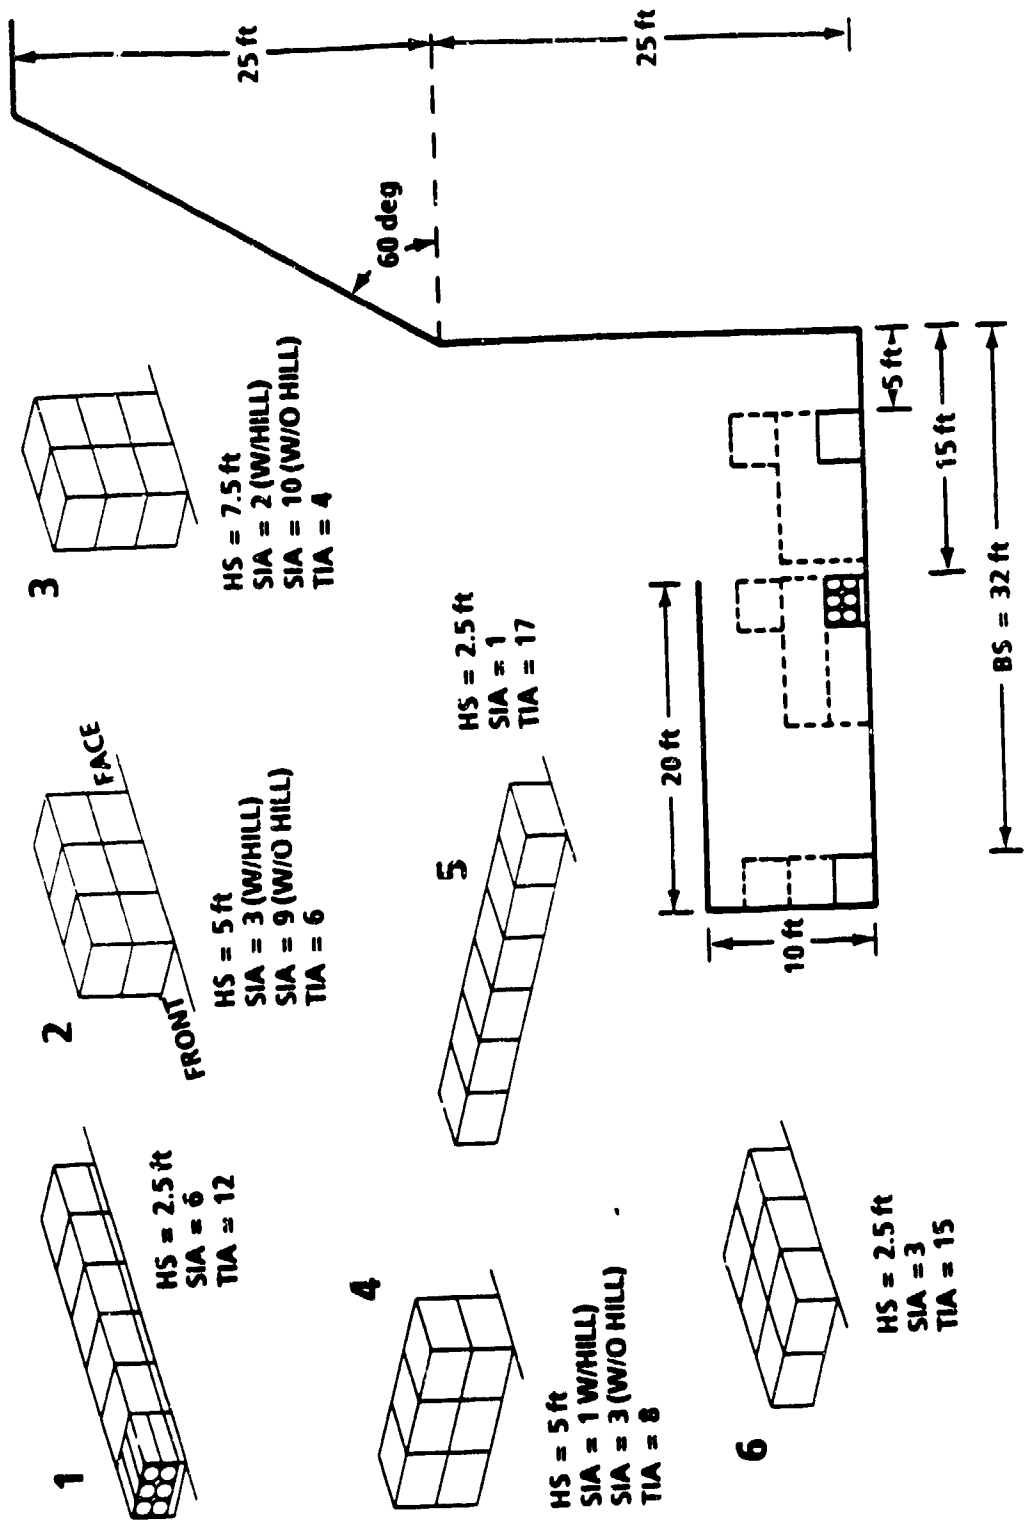 1
HS = 2.5 ft
SIA = 6
TIA = 12
2
FRONT
FACE
HS = 5 ft
SIA = 3 (W/HILL)
SIA = 9 (W/O HILL)
TIA = 6
3
HS = 7.5 ft
SIA = 2 (W/HILL)
SIA = 10 (W/O HILL)
TIA = 4
4
HS = 5 ft
SIA = 1 W/HILL)
SIA = 3 (W/O HILL)
TIA = 8
5
HS = 2.5 ft
SIA = 1
TIA = 17
6
HS = 2.5 ft
SIA = 3
TIA = 15
25 ft
60 deg
25 ft
20 ft
10 ft
5 ft
15 ft
BS = 32 ft